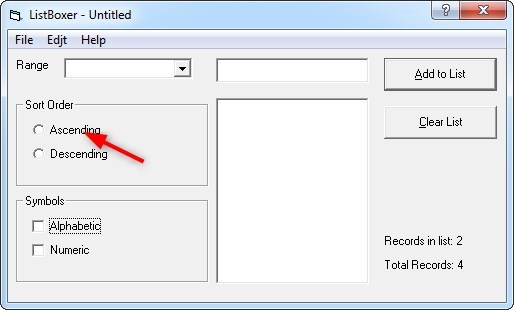 ListBoxer - Untitled
File Edjt Help
Range
Add to List
Sort Order
Ascending
Clear List
Descending
Symbols
Alphabetic
Records in list: 2
Numeric
Total Records: 4